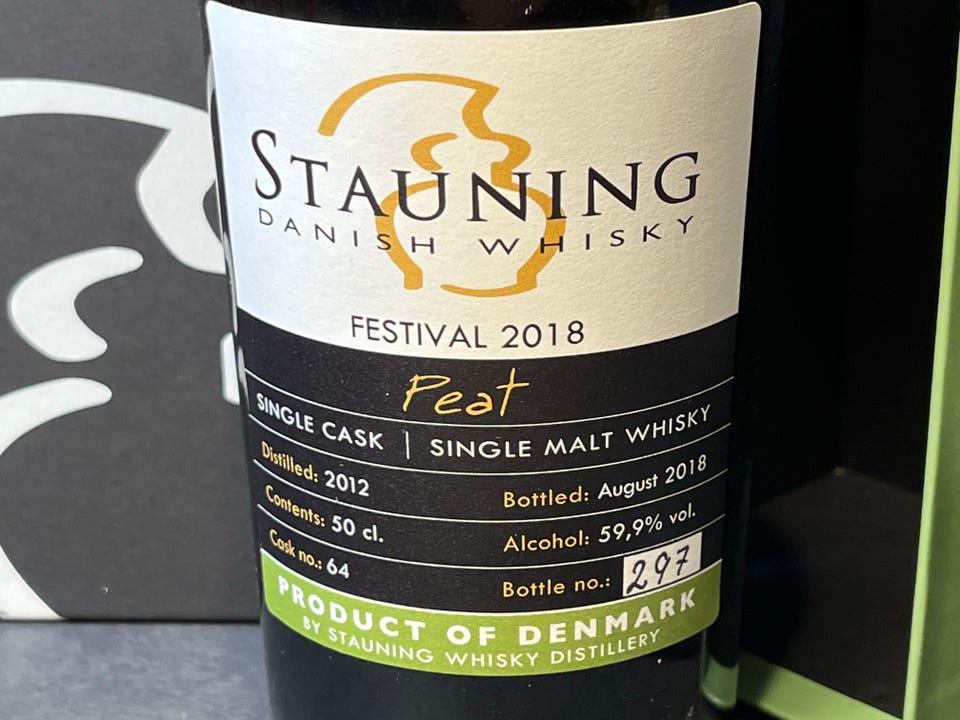 STAUNING
DANISH WHISKY
FESTIVAL 2018
Peat
SINGLE CASK | SINGLE MALT WHISKY
Distilled: 2012 Bottled: August 2018
Contents: 50 cl. Alcohol: 59,9% vol.
Cask no.: 64 Bottle no.: 297
PRODUCT OF DENMARK
BY STAUNING WHISKY DISTILLERY